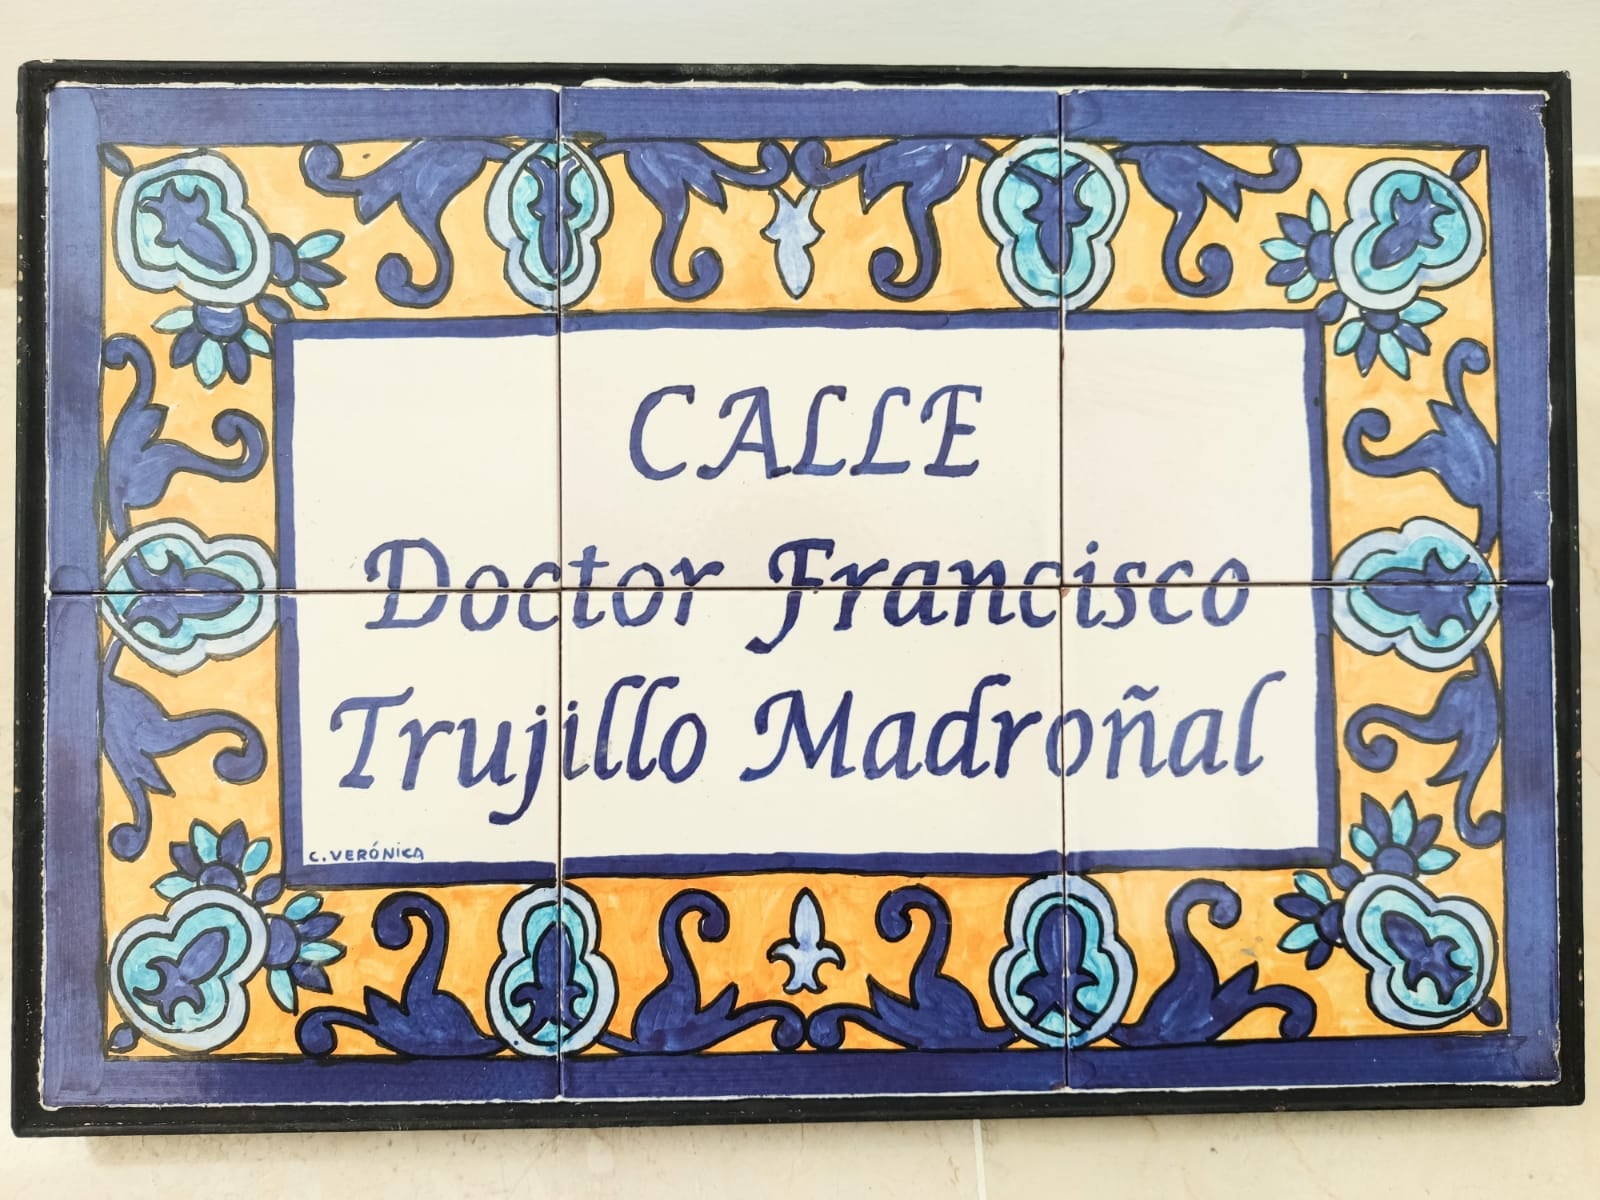 CALLE
Doctor Francisco
Trujillo Madroñal
C. VERÓNICA